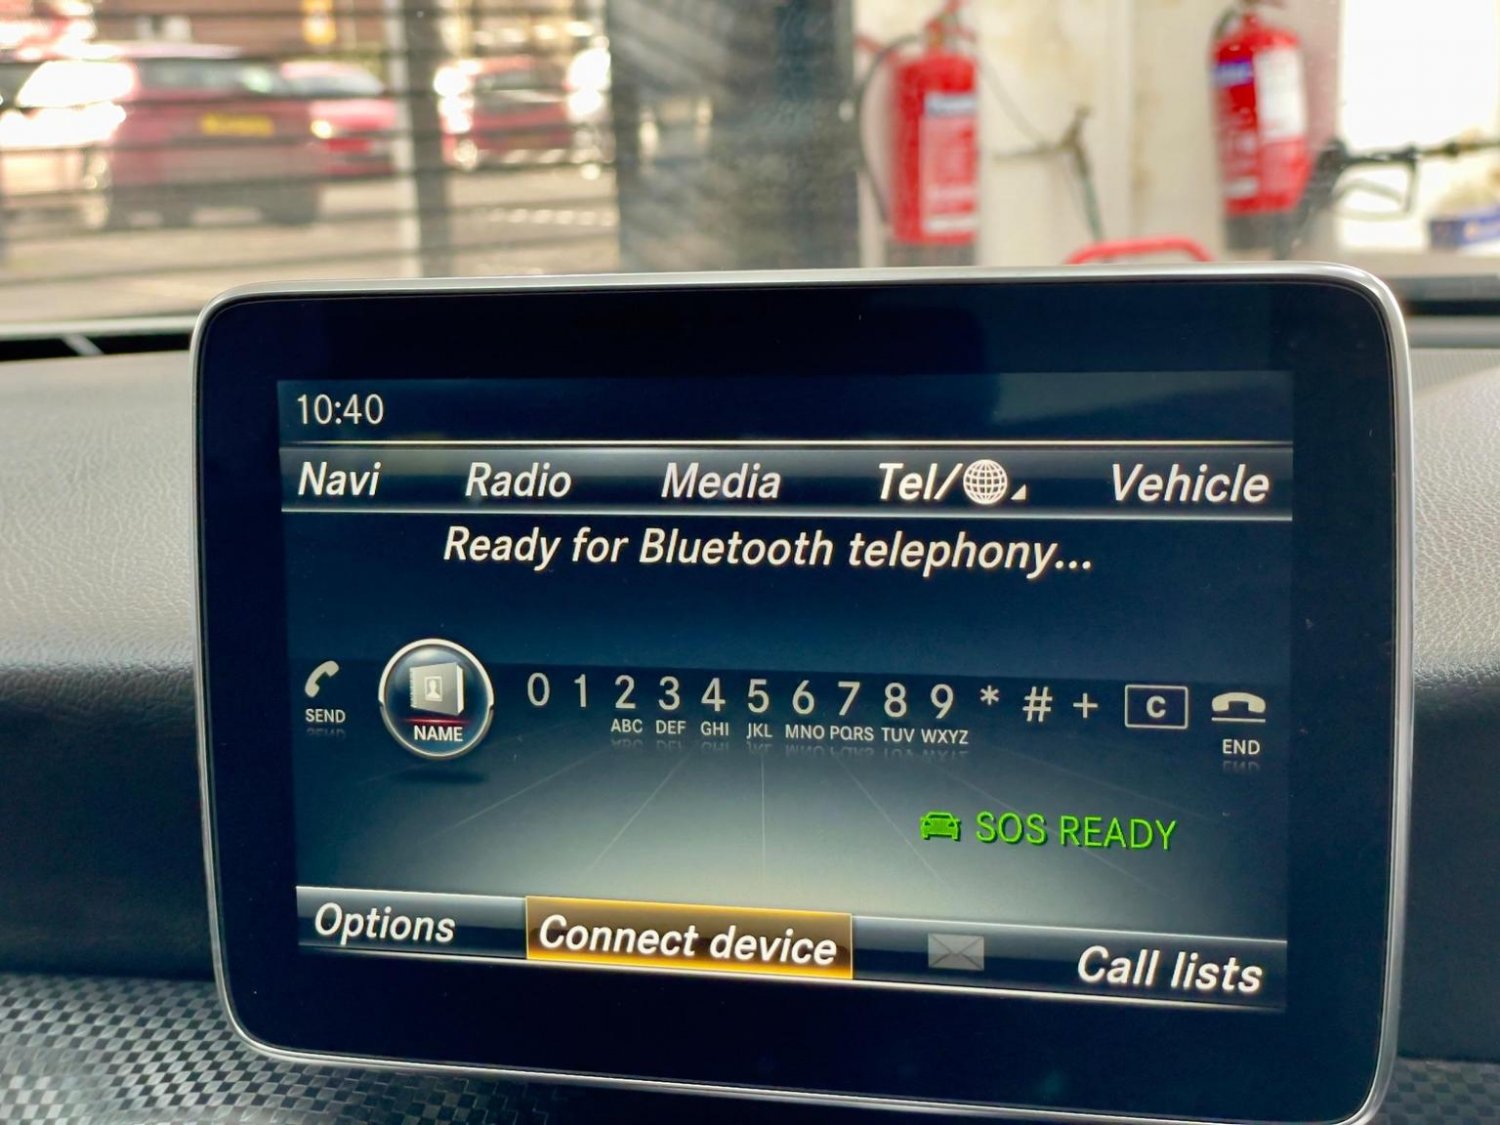 10:40
Navi Radio Media Tel/ Vehicle
Ready for Bluetooth telephony...
SEND NAME 0 1 2 3 4 5 6 7 8 9 * # + C END
ABC DEF GHI JKL MNO PQRS TUV WXYZ
SOS READY
Options Connect device Call lists